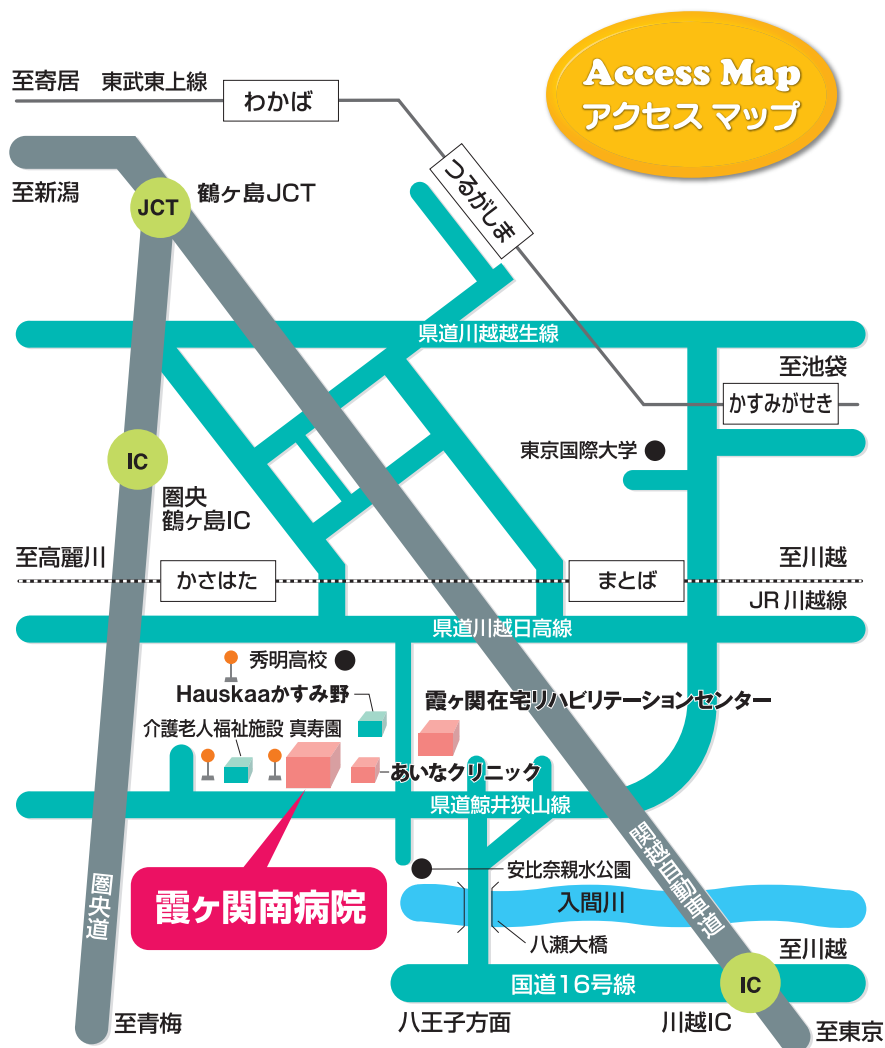 Access Map
アクセス マップ
至寄居 東武東上線
わかば
つるがしま
至新潟
JCT
鶴ヶ島JCT
県道川越越生線
至池袋
かすみがせき
東京国際大学
IC
圏央
鶴ヶ島IC
至高麗川
かさはた
まとば
至川越
JR川越線
県道川越日高線
秀明高校
Hauskaaかすみ野
霞ヶ関在宅リハビリテーションセンター
介護老人福祉施設 真寿園
あいなクリニック
県道鯨井狭山線
関越自動車道
圏央道
霞ヶ関南病院
安比奈親水公園
入間川
八瀬大橋
至川越
国道16号線
IC
至青梅
八王子方面
川越IC
至東京